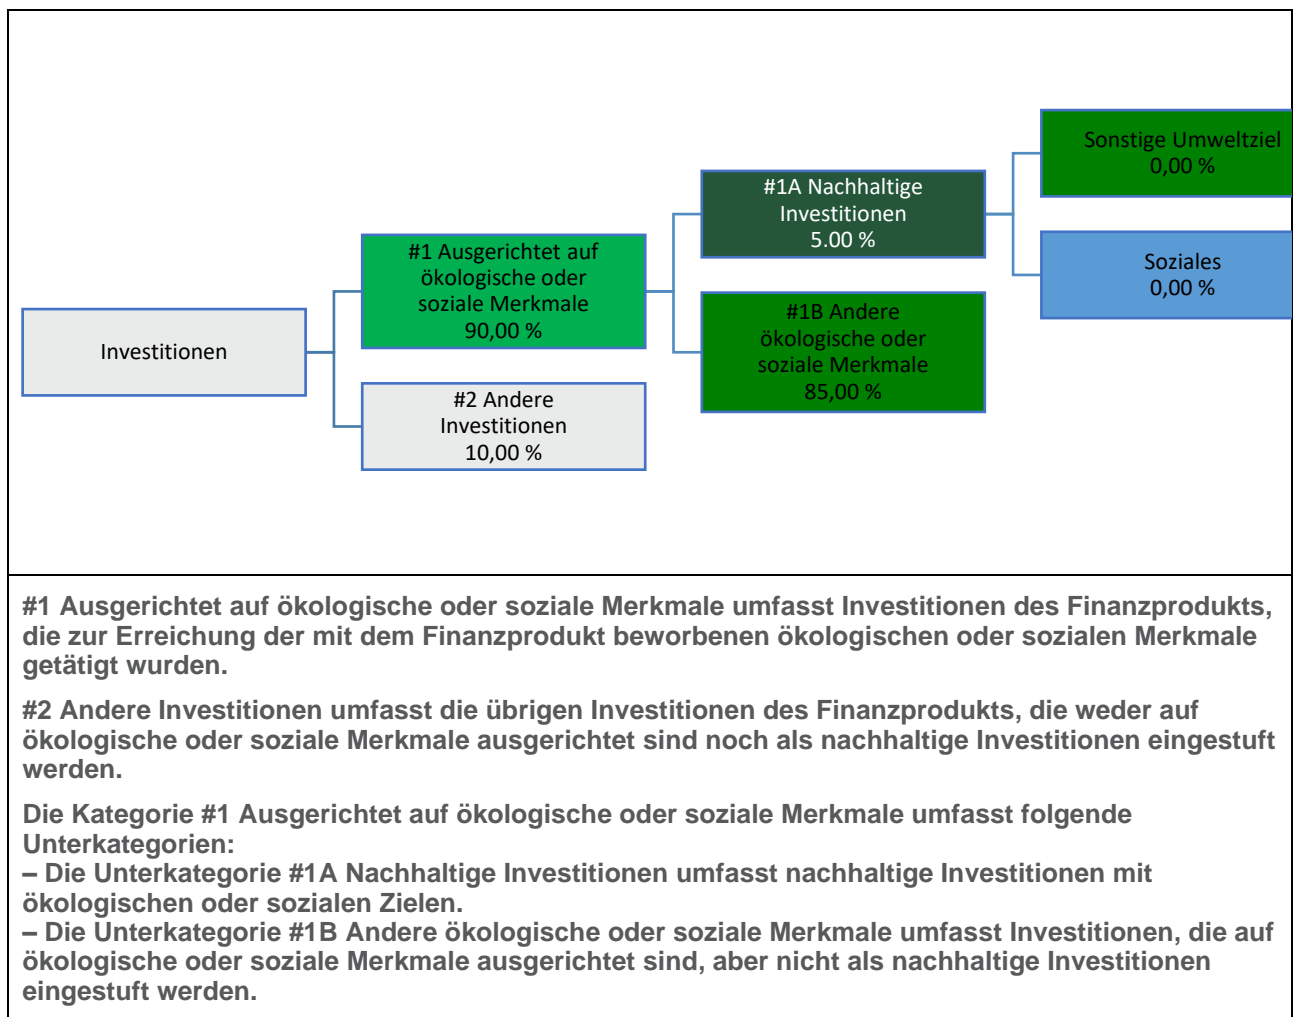 Investitionen
#1 Ausgerichtet auf
ökologische oder
soziale Merkmale
90,00 %
#2 Andere
Investitionen
10,00 %
#1A Nachhaltige
Investitionen
5.00 %
#1B Andere
ökologische oder
soziale Merkmale
85,00 %
Sonstige Umweltziel
0,00 %
Soziales
0,00 %
#1 Ausgerichtet auf ökologische oder soziale Merkmale umfasst Investitionen des Finanzprodukts,
die zur Erreichung der mit dem Finanzprodukt beworbenen ökologischen oder sozialen Merkmale
getätigt wurden.
#2 Andere Investitionen umfasst die übrigen Investitionen des Finanzprodukts, die weder auf
ökologische oder soziale Merkmale ausgerichtet sind noch als nachhaltige Investitionen eingestuft
werden.
Die Kategorie #1 Ausgerichtet auf ökologische oder soziale Merkmale umfasst folgende
Unterkategorien:
– Die Unterkategorie #1A Nachhaltige Investitionen umfasst nachhaltige Investitionen mit
ökologischen oder sozialen Zielen.
– Die Unterkategorie #1B Andere ökologische oder soziale Merkmale umfasst Investitionen, die auf
ökologische oder soziale Merkmale ausgerichtet sind, aber nicht als nachhaltige Investitionen
eingestuft werden.